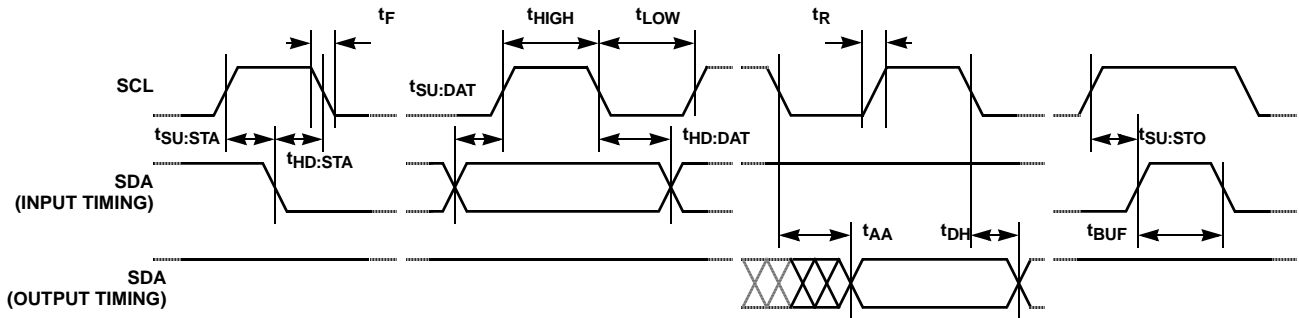 tF
tHIGH
tLOW
tR
SCL
tSU:DAT
tSU:STA
tHD:STA
tHD:DAT
tSU:STO
SDA
(INPUT TIMING)
tAA
tDH
tBUF
SDA
(OUTPUT TIMING)